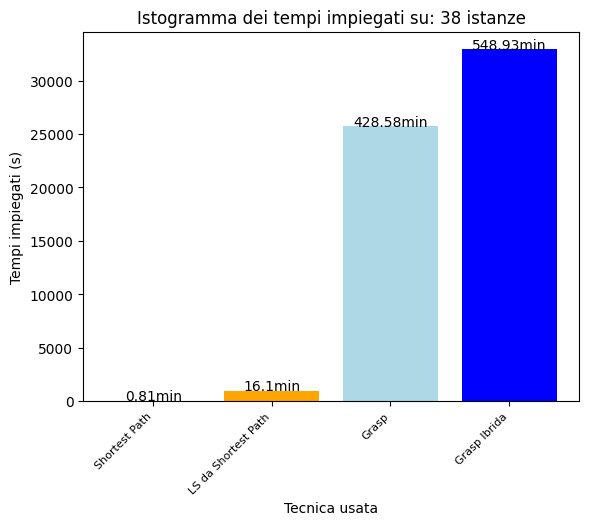 Istogramma dei tempi impiegati su: 38 istanze
548.93min
428.58min
16.1min
0.81min
30000
25000
20000
15000
10000
5000
0
Tempi impiegati (s)
Shortest Path
LS da Shortest Path
Grasp
Grasp Ibrida
Tecnica usata